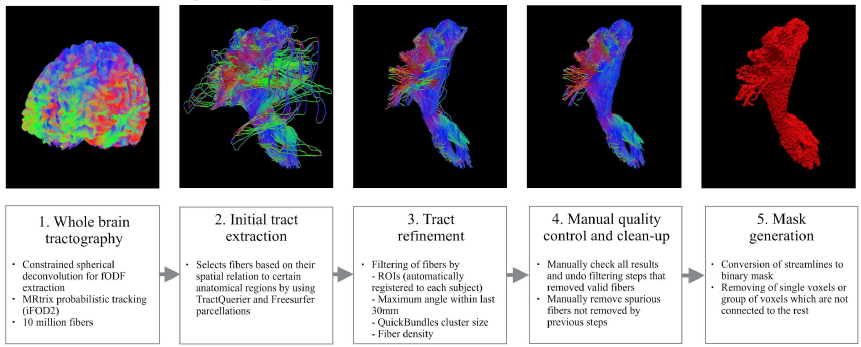 1. Whole brain
tractography
• Constrained spherical
deconvolution for fODF
extraction
• MRtrix probabilistic tracking
(iFOD2)
• 10 million fibers
2. Initial tract
extraction
• Selects fibers based on their
spatial relation to certain
anatomical regions by using
TractQuerier and Freesurfer
parcellations
3. Tract
refinement
• Filtering of fibers by
- ROIs (automatically
registered to each subject)
- Maximum angle within last
30mm
- QuickBundles cluster size
- Fiber density
4. Manual quality
control and clean-up
• Manually check all results
and undo filtering steps that
removed valid fibers
• Manually remove spurious
fibers not removed by
previous steps
5. Mask
generation
• Conversion of streamlines to
binary mask
• Removing of single voxels or
group of voxels which are not
connected to the rest